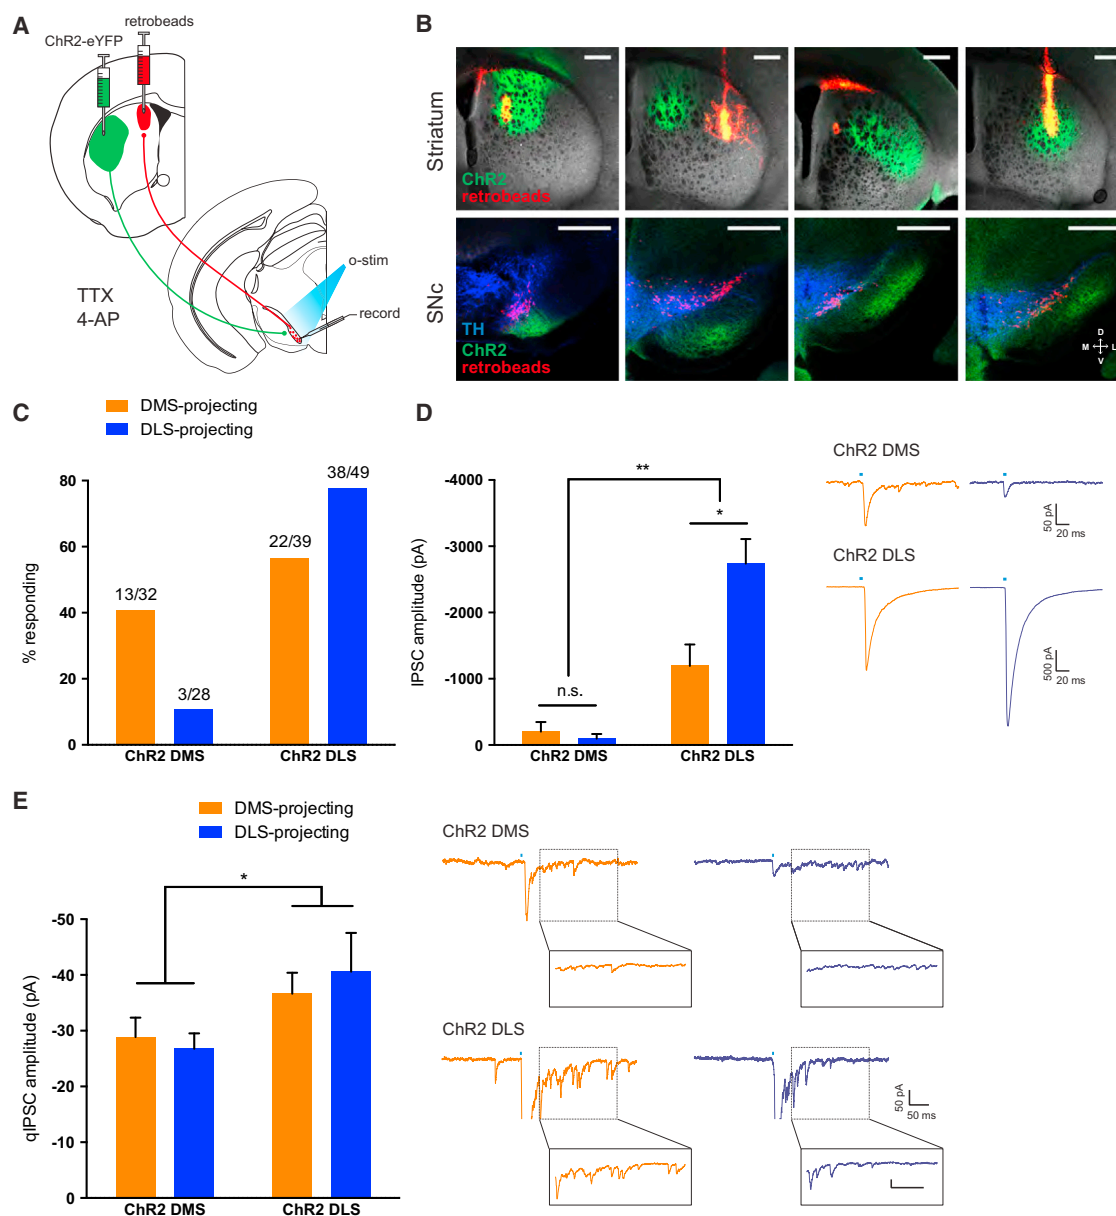 A
retrobeads
ChR2-eYFP
o-stim
record
TTX
4-AP
B
Striatum
ChR2
retrobeads
SNc
TH
ChR2
retrobeads
D
M
L
V
C
DMS-projecting
DLS-projecting
% responding
80
60
40
20
0
13/32
3/28
22/39
38/49
ChR2 DMS
ChR2 DLS
D
IPSC amplitude (pA)
-4000
-3000
-2000
-1000
0
**
*
n.s.
ChR2 DMS
ChR2 DLS
ChR2 DMS
50 pA
20 ms
ChR2 DLS
500 pA
20 ms
E
DMS-projecting
DLS-projecting
qIPSC amplitude (pA)
-50
-40
-30
-20
-10
0
*
ChR2 DMS
ChR2 DLS
ChR2 DMS
ChR2 DLS
50 pA
50 ms